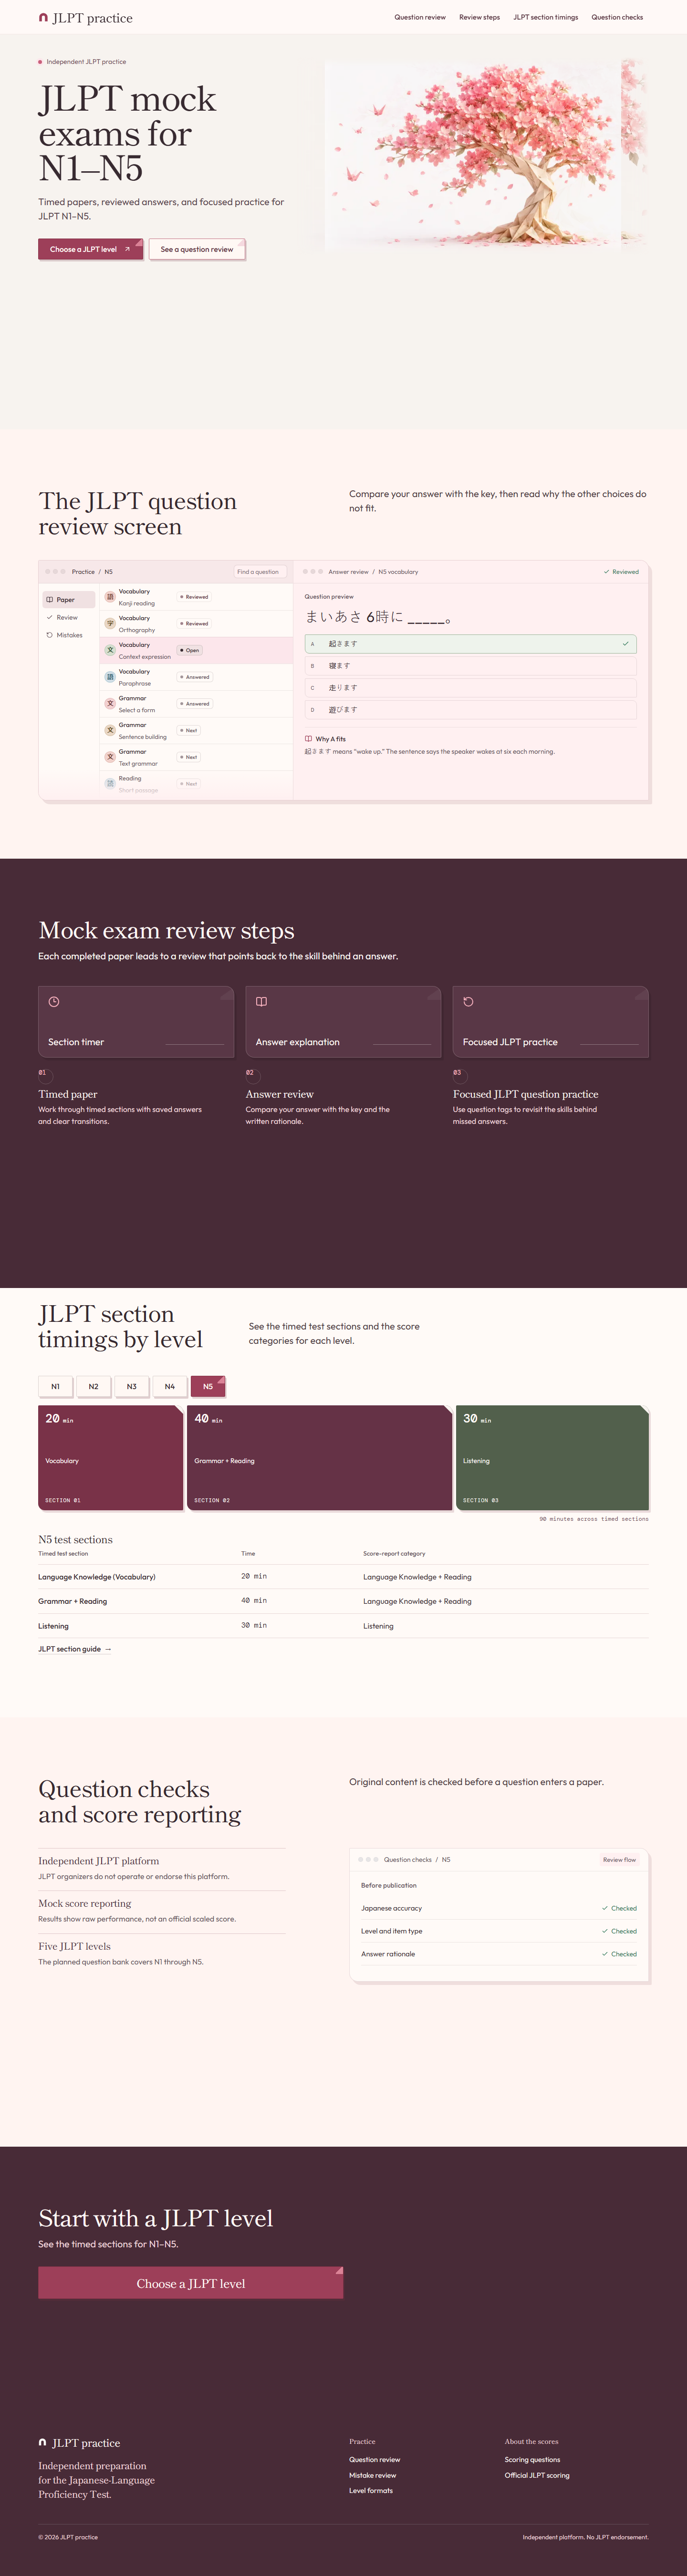 JLPT practice
Question review
Review steps
JLPT section timings
Question checks
Independent JLPT practice
JLPT mock
exams for
N1–N5
Timed papers, reviewed answers, and focused practice for
JLPT N1–N5.
Choose a JLPT level ↗
See a question review
The JLPT question
review screen
Compare your answer with the key, then read why the other choices do
not fit.
Practice / N5
Find a question
Paper
Review
Mistakes
語 Vocabulary
Kanji reading
Reviewed
字 Vocabulary
Orthography
Reviewed
文 Vocabulary
Context expression
Open
語 Vocabulary
Paraphrase
Answered
文 Grammar
Select a form
Answered
文 Grammar
Sentence building
Next
文 Grammar
Text grammar
Next
Reading
Short passage
Next
Answer review / N5 vocabulary
Reviewed
Question preview
まいあさ 6時に _____。
A 起きます
B 寝ます
C 走ります
D 遊びます
Why A fits
起きます means “wake up.” The sentence says the speaker wakes at six each morning.
Mock exam review steps
Each completed paper leads to a review that points back to the skill behind an answer.
Section timer
Answer explanation
Focused JLPT practice
01
Timed paper
Work through timed sections with saved answers
and clear transitions.
02
Answer review
Compare your answer with the key and the
written rationale.
03
Focused JLPT question practice
Use question tags to revisit the skills behind
missed answers.
JLPT section
timings by level
See the timed test sections and the score
categories for each level.
N1
N2
N3
N4
N5
20 min
Vocabulary
SECTION 01
40 min
Grammar + Reading
SECTION 02
30 min
Listening
SECTION 03
90 minutes across timed sections
N5 test sections
Timed test section Time Score-report category
Language Knowledge (Vocabulary) 20 min Language Knowledge + Reading
Grammar + Reading 40 min Language Knowledge + Reading
Listening 30 min Listening
JLPT section guide →
Question checks
and score reporting
Original content is checked before a question enters a paper.
Independent JLPT platform
JLPT organizers do not operate or endorse this platform.
Mock score reporting
Results show raw performance, not an official scaled score.
Five JLPT levels
The planned question bank covers N1 through N5.
Question checks / N5
Review flow
Before publication
Japanese accuracy Checked
Level and item type Checked
Answer rationale Checked
Start with a JLPT level
See the timed sections for N1–N5.
Choose a JLPT level
JLPT practice
Independent preparation
for the Japanese-Language
Proficiency Test.
Practice
Question review
Mistake review
Level formats
About the scores
Scoring questions
Official JLPT scoring
© 2026 JLPT practice
Independent platform. No JLPT endorsement.